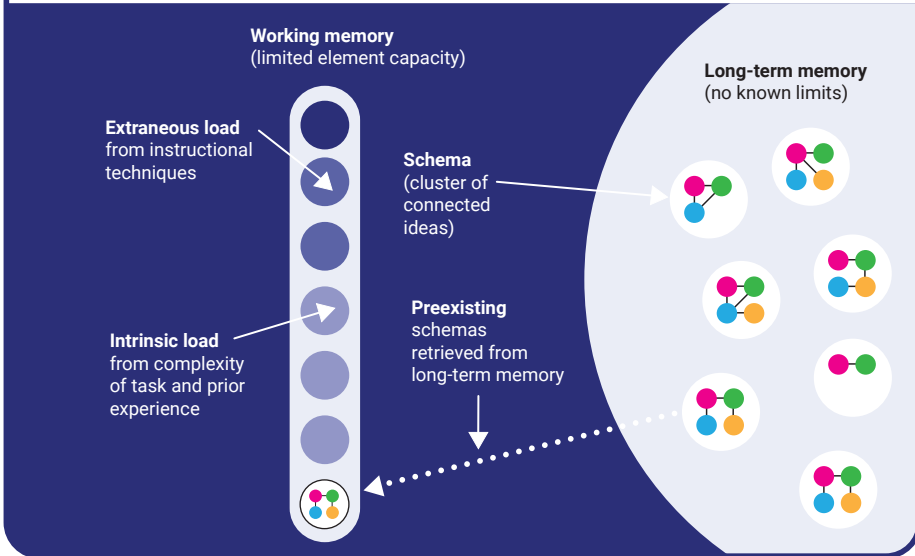 Working memory
(limited element capacity)
Long-term memory
(no known limits)
Extraneous load
from instructional
techniques
Schema
(cluster of
connected
ideas)
Intrinsic load
from complexity
of task and prior
experience
Preexisting
schemas
retrieved from
long-term memory